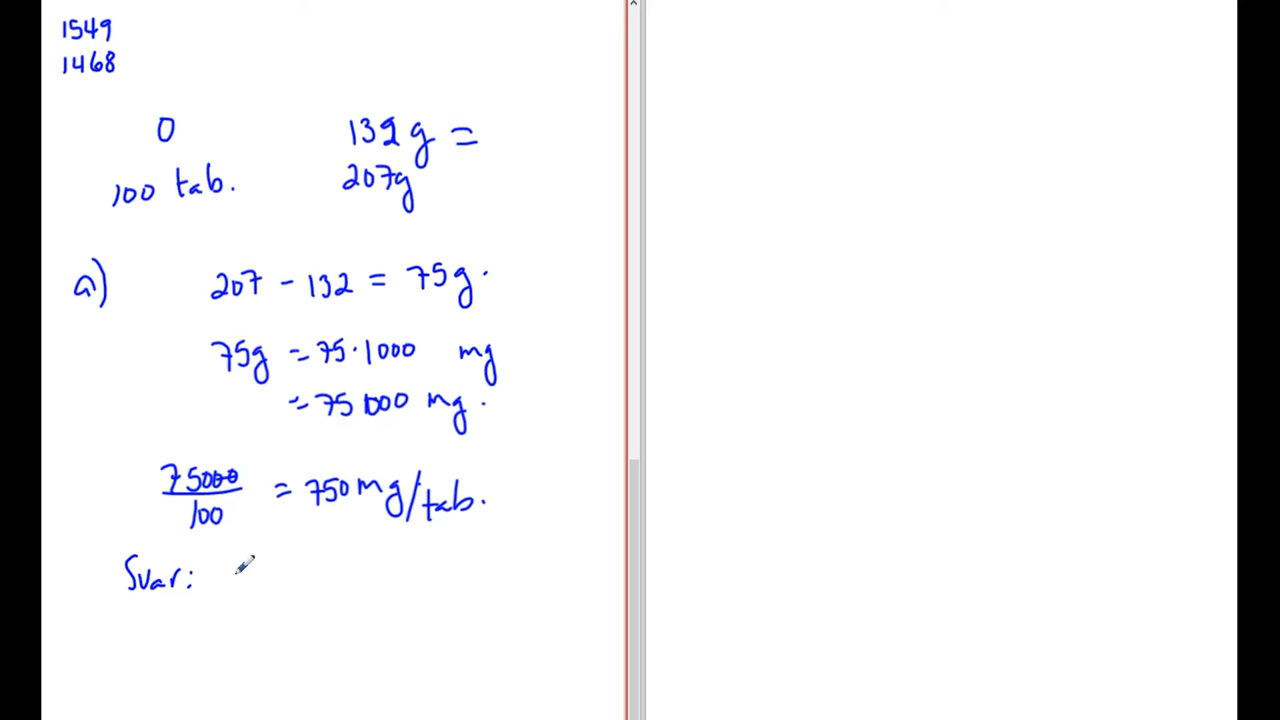 1549
1468
0 132 g =
100 tab. 207g
a) 207 - 132 = 75g.
75g = 75·1000 mg
= 75 000 mg.
75000/100 = 750 mg/tab.
Svar: